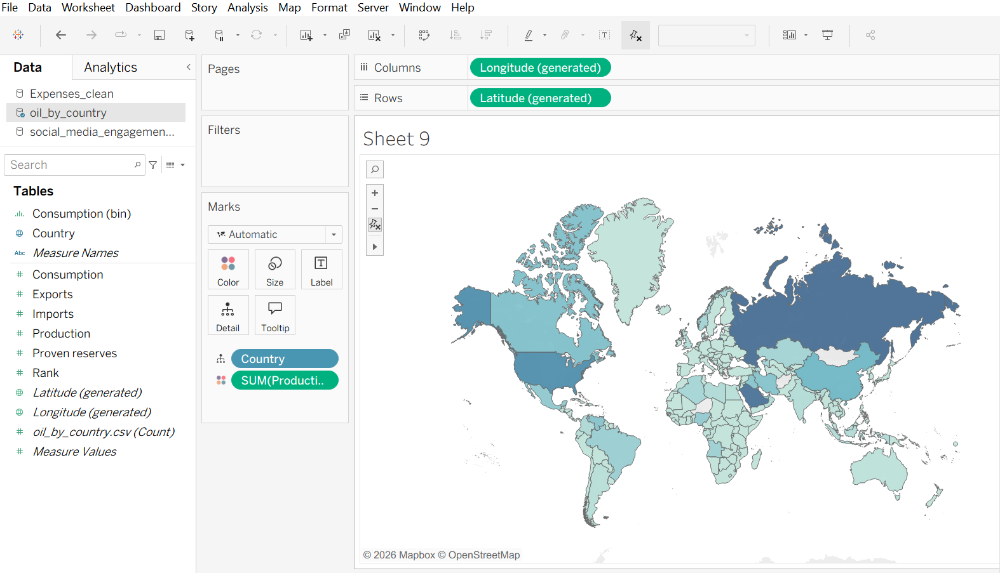 File Data Worksheet Dashboard Story Analysis Map Format Server Window Help
Data
Analytics
Expenses_clean
oil_by_country
social_media_engagemen...
Search
Tables
Consumption (bin)
Country
Abc Measure Names
Consumption
Exports
Imports
Production
Proven reserves
Rank
Latitude (generated)
Longitude (generated)
oil_by_country.csv (Count)
Measure Values
Pages
Filters
Marks
Automatic
Color
Size
Label
Detail
Tooltip
Country
SUM(Producti..
Columns
Longitude (generated)
Rows
Latitude (generated)
Sheet 9
© 2026 Mapbox © OpenStreetMap